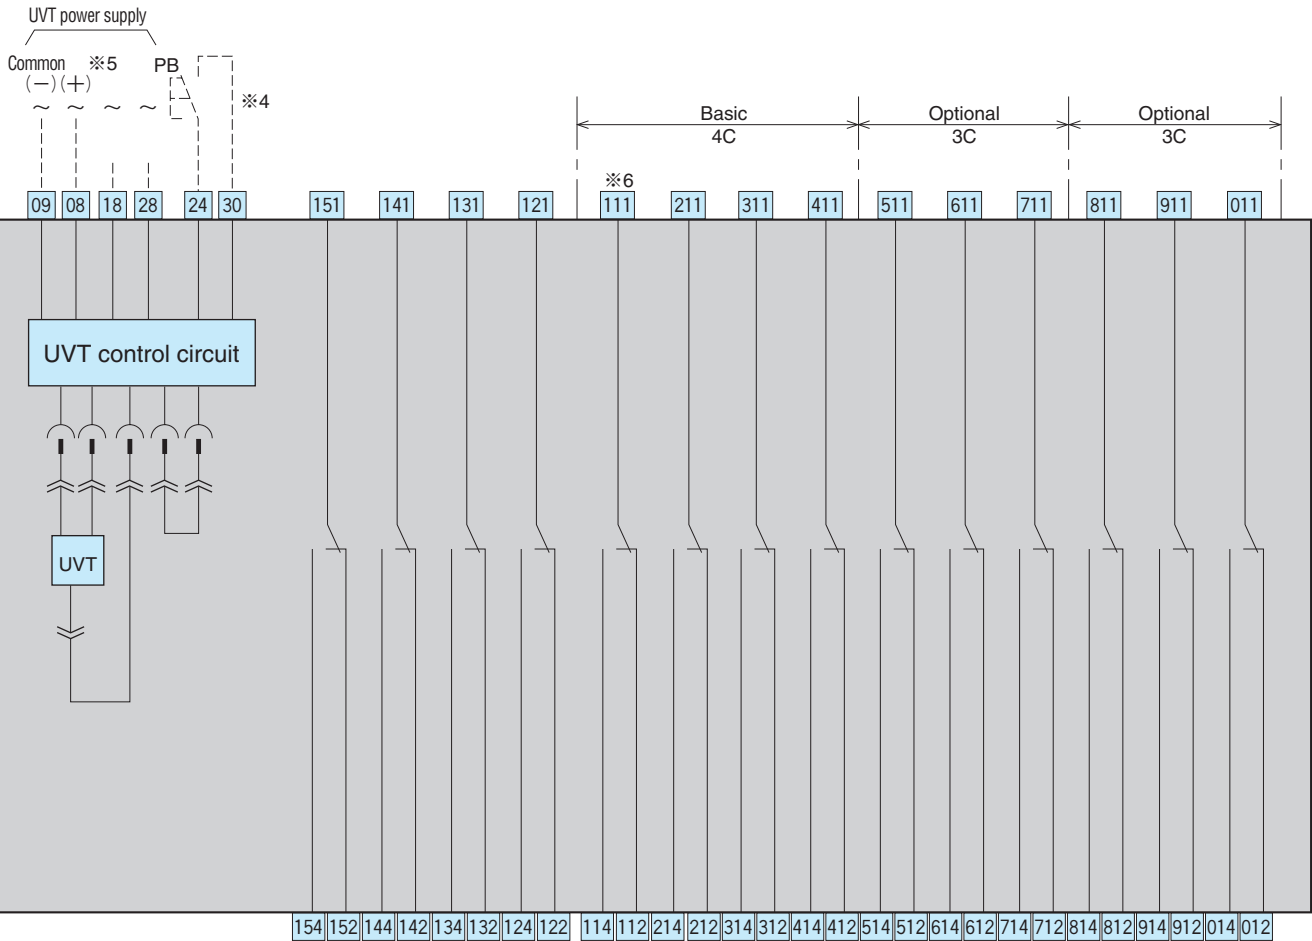 UVT power supply
Common ※5 PB
(−) (+)
～ ～ ～ ～ ※4
Basic Optional Optional
4C 3C 3C
※6
09 08 18 28 24 30 151 141 131 121 111 211 311 411 511 611 711 811 911 011
UVT control circuit
UVT
154 152 144 142 134 132 124 122 114 112 214 212 314 312 414 412 514 512 614 612 714 712 814 812 914 912 014 012